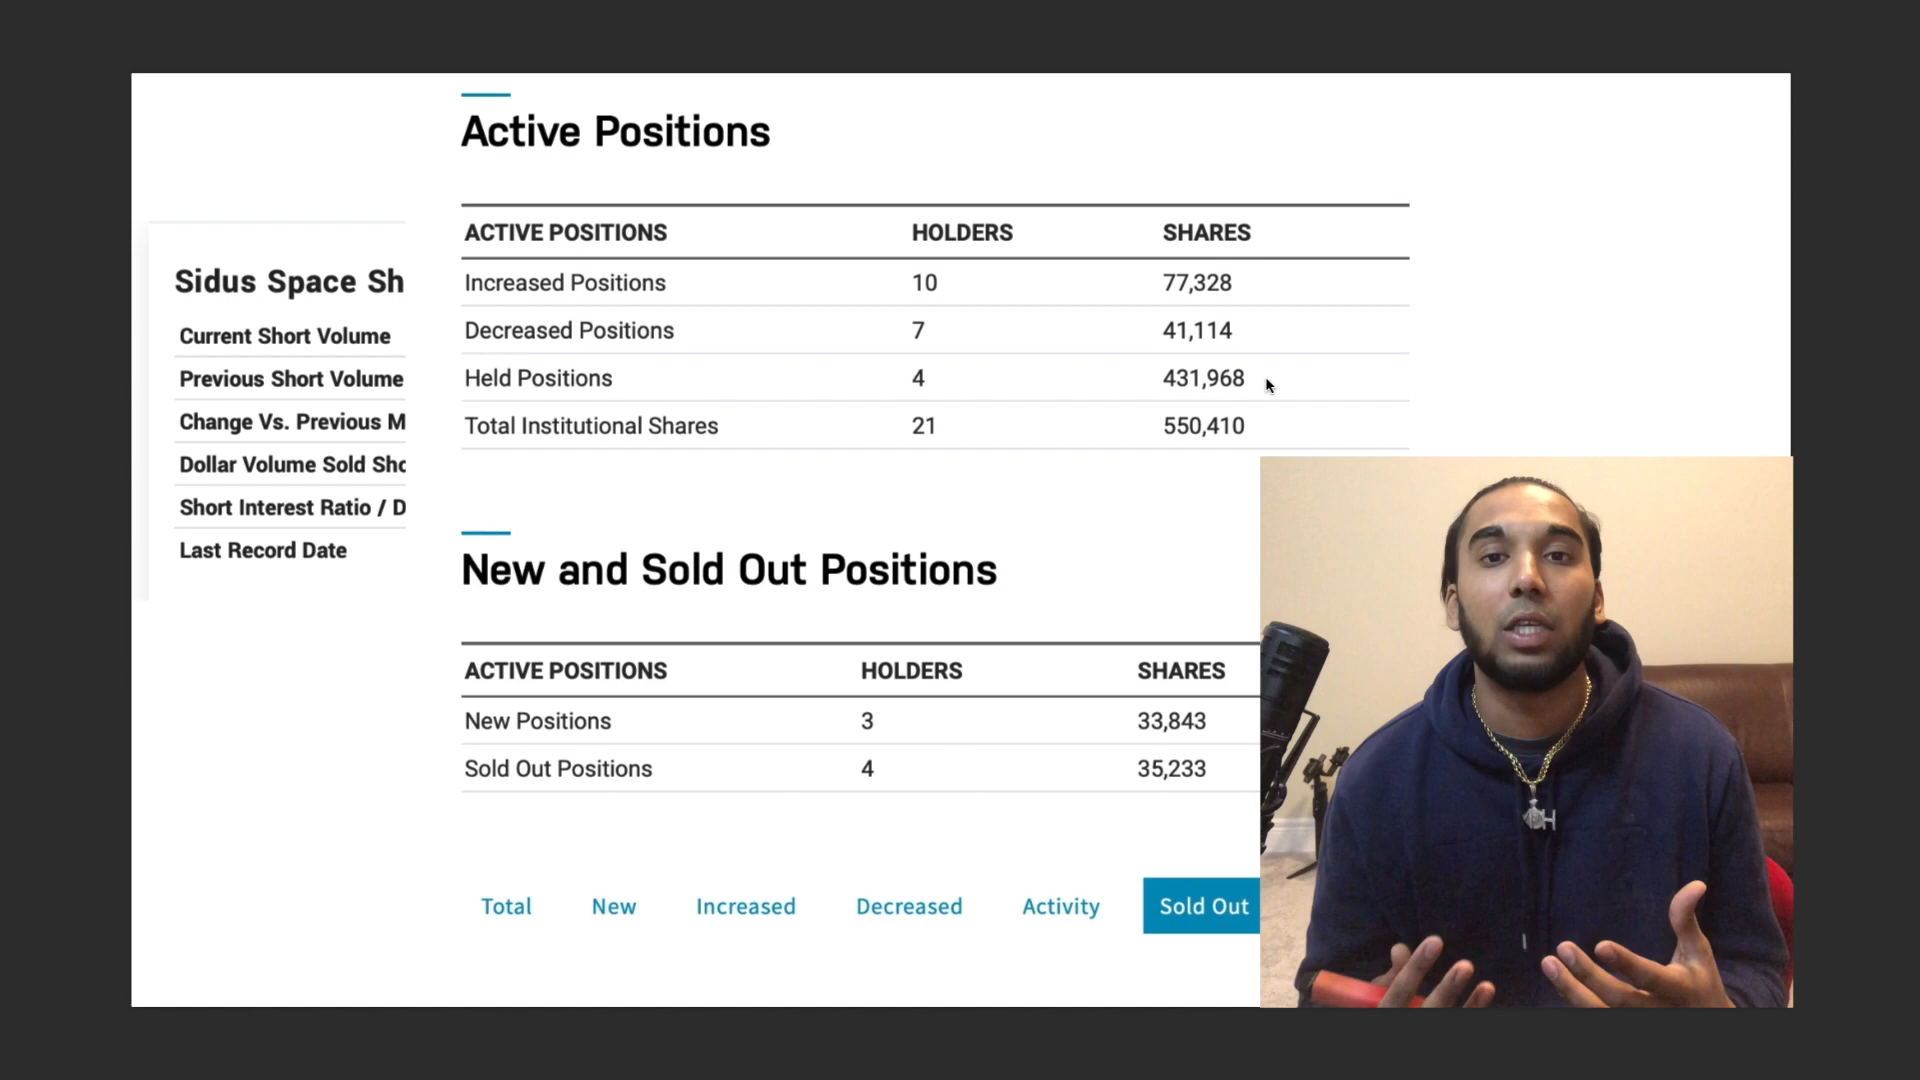 Active Positions
ACTIVE POSITIONS HOLDERS SHARES
Increased Positions 10 77,328
Decreased Positions 7 41,114
Held Positions 4 431,968
Total Institutional Shares 21 550,410
Sidus Space Sh
Current Short Volume
Previous Short Volume
Change Vs. Previous M
Dollar Volume Sold Sho
Short Interest Ratio / D
Last Record Date
New and Sold Out Positions
ACTIVE POSITIONS HOLDERS SHARES
New Positions 3 33,843
Sold Out Positions 4 35,233
Total New Increased Decreased Activity Sold Out